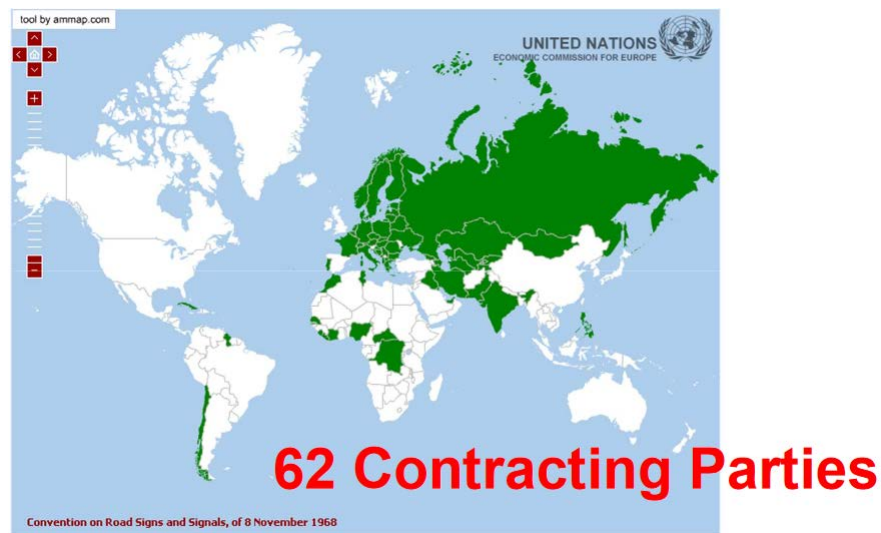 tool by ammap.com
UNITED NATIONS
ECONOMIC COMMISSION FOR EUROPE
62 Contracting Parties
Convention on Road Signs and Signals, of 8 November 1968